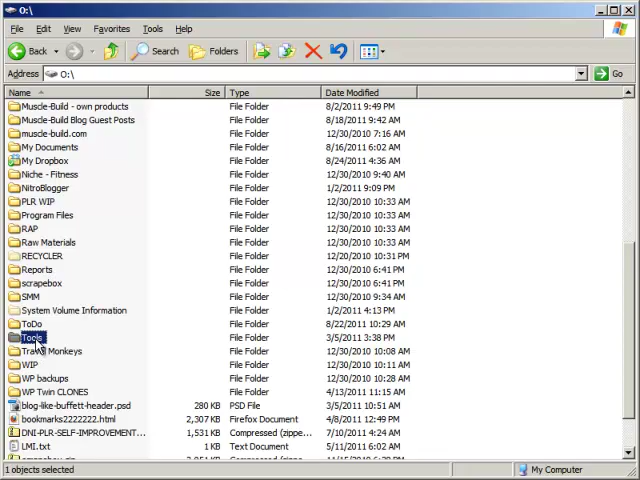 O:\
File Edit View Favorites Tools Help
Back Search Folders
Address O:\ Go
Name Size Type Date Modified
Muscle-Build - own products File Folder 8/2/2011 9:49 PM
Muscle-Build Blog Guest Posts File Folder 8/18/2011 9:42 AM
muscle-build.com File Folder 12/30/2010 7:16 AM
My Documents File Folder 8/16/2011 6:02 AM
My Dropbox File Folder 8/24/2011 4:36 AM
Niche - Fitness File Folder 12/30/2010 9:40 AM
NitroBlogger File Folder 1/2/2011 9:09 PM
PLR WIP File Folder 12/30/2010 10:33 AM
Program Files File Folder 12/30/2010 10:33 AM
RAP File Folder 12/30/2010 10:33 AM
Raw Materials File Folder 12/30/2010 10:33 AM
RECYCLER File Folder 12/20/2010 10:31 PM
Reports File Folder 12/30/2010 6:41 PM
scrapebox File Folder 12/30/2010 6:41 PM
SMM File Folder 12/30/2010 9:34 AM
System Volume Information File Folder 1/2/2011 4:13 PM
ToDo File Folder 8/22/2011 10:29 AM
Tools File Folder 3/5/2011 3:38 PM
Monkeys File Folder 12/30/2010 10:08 AM
WIP File Folder 12/30/2010 10:11 AM
WP backups File Folder 12/30/2010 10:28 AM
WP Twin CLONES File Folder 4/13/2011 11:15 AM
blog-like-buffett-header.psd 280 KB PSD File 3/5/2011 10:51 AM
bookmarks2222222.html 2,307 KB Firefox Document 4/8/2011 12:49 PM
DNI-PLR-SELF-IMPROVEMENT... 1,531 KB Compressed (zippe... 7/10/2011 4:24 AM
LMI.txt 1 KB Text Document 5/11/2011 6:02 AM
1 objects selected My Computer